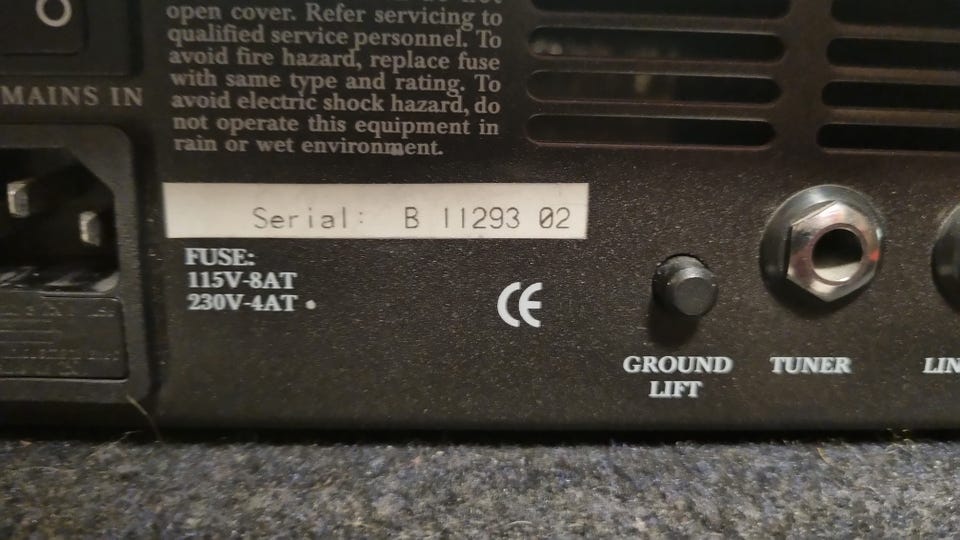 open cover. Refer servicing to
qualified service personnel. To
avoid fire hazard, replace fuse
with same type and rating. To
avoid electric shock hazard, do
not operate this equipment in
rain or wet environment.
MAINS IN
Serial: B 11293 02
FUSE:
115V-8AT
230V-4AT •
CE
GROUND
LIFT
TUNER
LIN